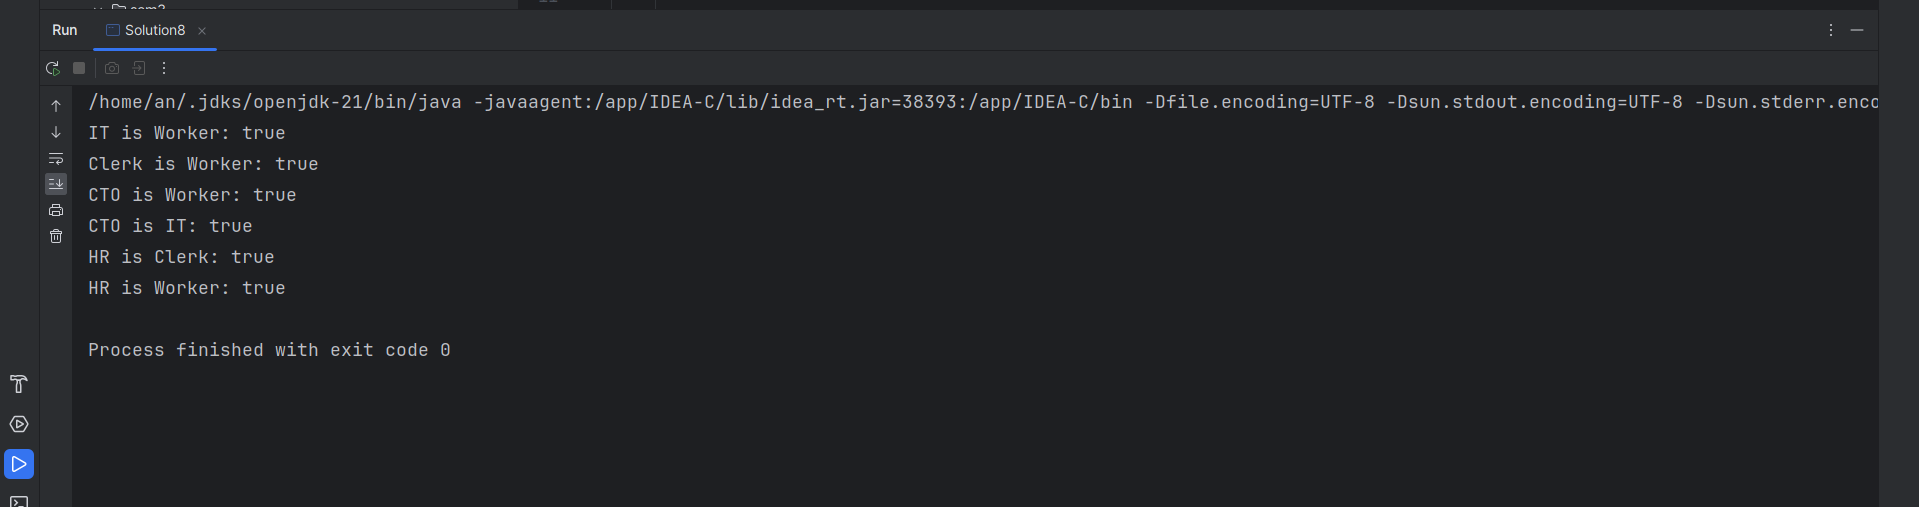 Run Solution8
/home/an/.jdks/openjdk-21/bin/java -javaagent:/app/IDEA-C/lib/idea_rt.jar=38393:/app/IDEA-C/bin -Dfile.encoding=UTF-8 -Dsun.stdout.encoding=UTF-8 -Dsun.stderr.enco
IT is Worker: true
Clerk is Worker: true
CTO is Worker: true
CTO is IT: true
HR is Clerk: true
HR is Worker: true
Process finished with exit code 0